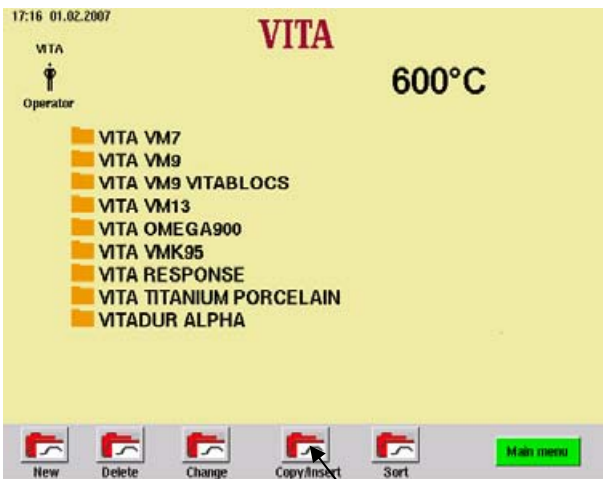 17:16 01.02.2007
VITA
VITA
600°C
Operator
VITA VM7
VITA VM9
VITA VM9 VITABLOCS
VITA VM13
VITA OMEGA900
VITA VMK95
VITA RESPONSE
VITA TITANIUM PORCELAIN
VITADUR ALPHA
New Delete Change Copy/Insert Sort Main menu